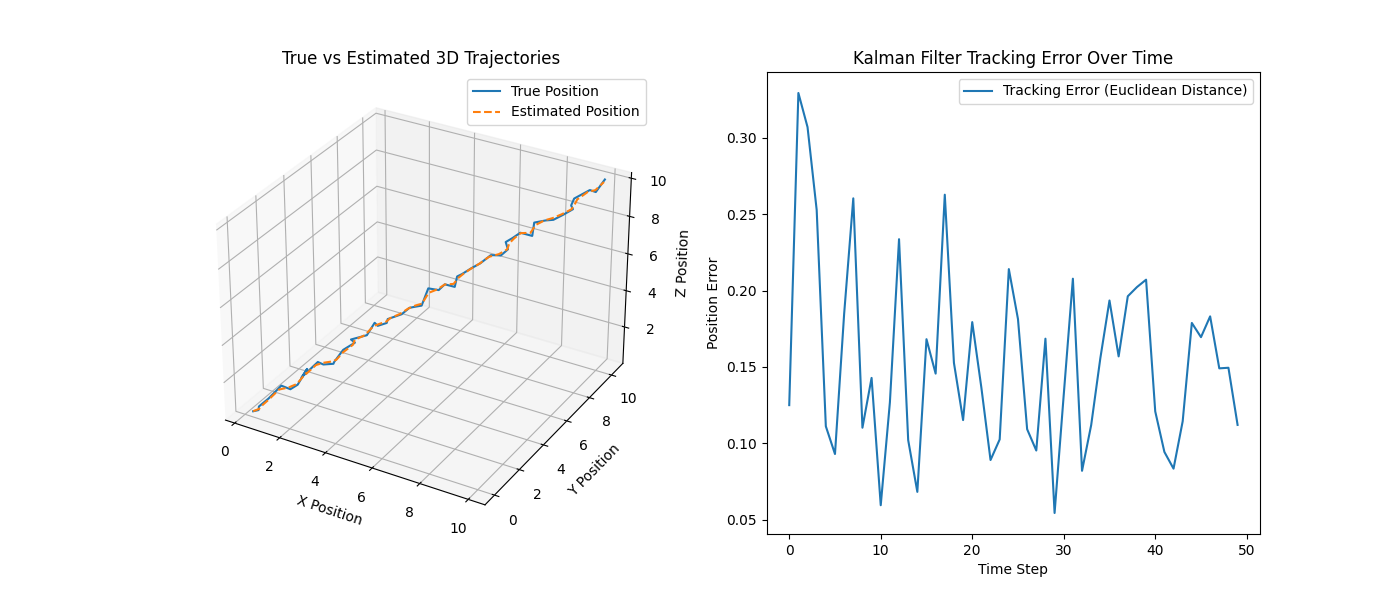 True vs Estimated 3D Trajectories
True Position
Estimated Position
10
8
6
4
2
Z Position
0
2
4
6
8
10
X Position
0
2
4
6
8
10
Y Position
Kalman Filter Tracking Error Over Time
Tracking Error (Euclidean Distance)
0.30
0.25
0.20
0.15
0.10
0.05
Position Error
0
10
20
30
40
50
Time Step